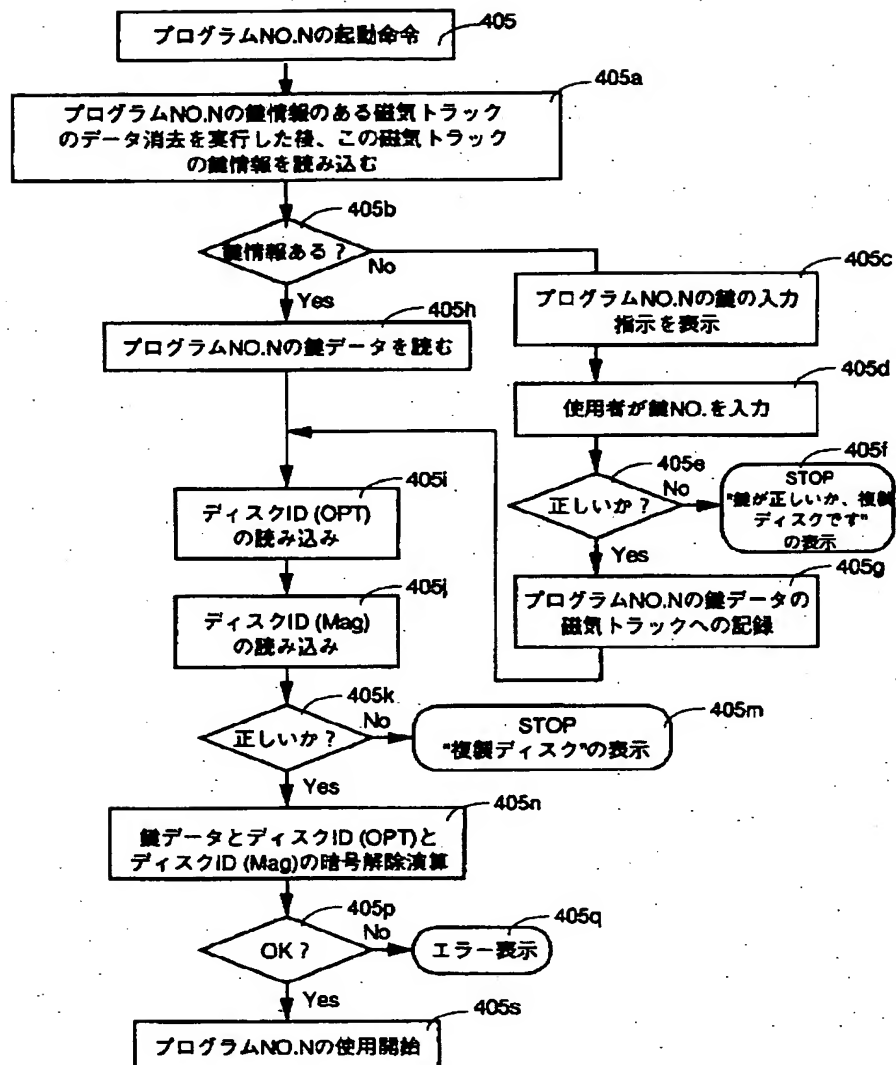 プログラムNO.Nの起動命令
405
405a
プログラムNO.Nの鍵情報のある磁気トラック
のデータ消去を実行した後、この磁気トラック
の鍵情報を読み込む
405b
鍵情報ある？
No
Yes
405c
プログラムNO.Nの鍵の入力
指示を表示
405h
プログラムNO.Nの鍵データを読む
405d
使用者が鍵NO.を入力
405e
正しいか？
No
Yes
405f
STOP
"鍵が正しいか、複製
ディスクです"
の表示
405g
プログラムNO.Nの鍵データの
磁気トラックへの記録
405i
ディスクID (OPT)
の読み込み
405j
ディスクID (Mag)
の読み込み
405k
正しいか？
No
Yes
405m
STOP
"複製ディスク"の表示
405n
鍵データとディスクID (OPT)と
ディスクID (Mag)の暗号解除演算
405p
OK？
No
Yes
405q
エラー表示
405s
プログラムNO.Nの使用開始